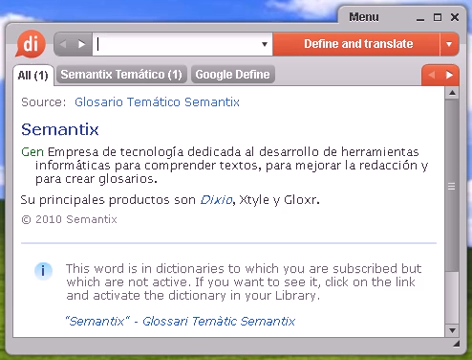 Menu
di
Define and translate
All (1) Semantix Temático (1) Google Define
Source: Glosario Temático Semantix
Semantix
Gen Empresa de tecnología dedicada al desarrollo de herramientas
informáticas para comprender textos, para mejorar la redacción y
para crear glosarios.
Su principales productos son Dixio, Xtyle y Gloxr.
© 2010 Semantix
i
This word is in dictionaries to which you are subscribed but
which are not active. If you want to see it, click on the link
and activate the dictionary in your Library.
"Semantix" - Glossari Temàtic Semantix